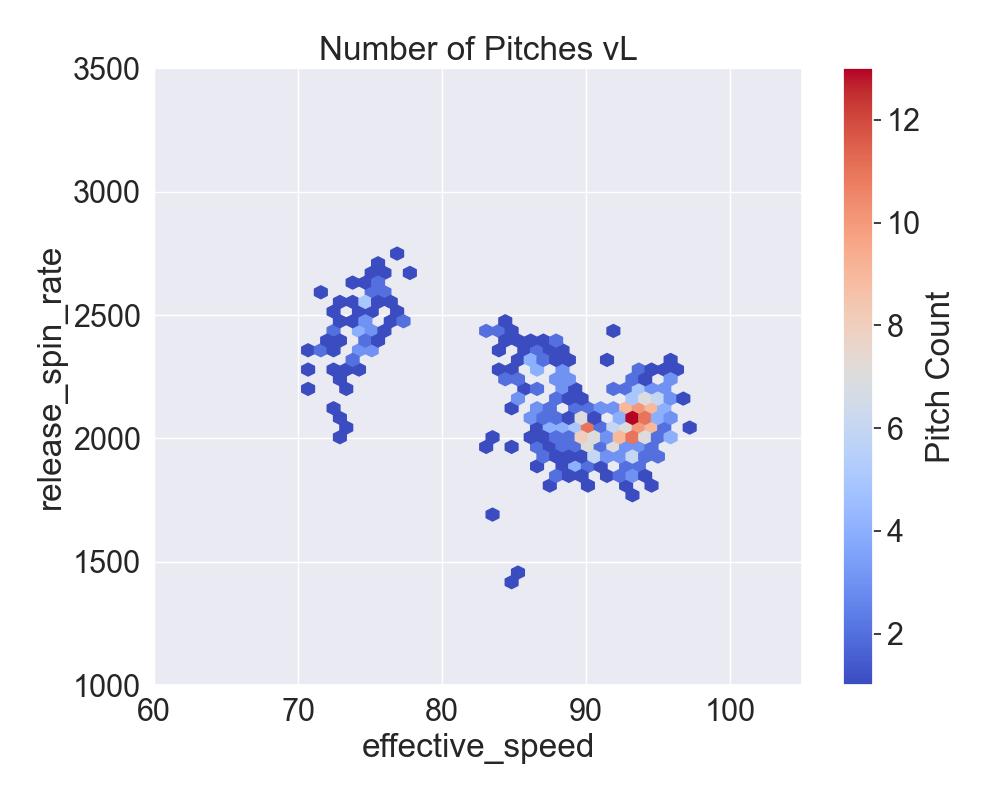 Number of Pitches vL
3500
3000
2500
2000
1500
1000
release_spin_rate
60 70 80 90 100
effective_speed
12
10
8
6
4
2
Pitch Count